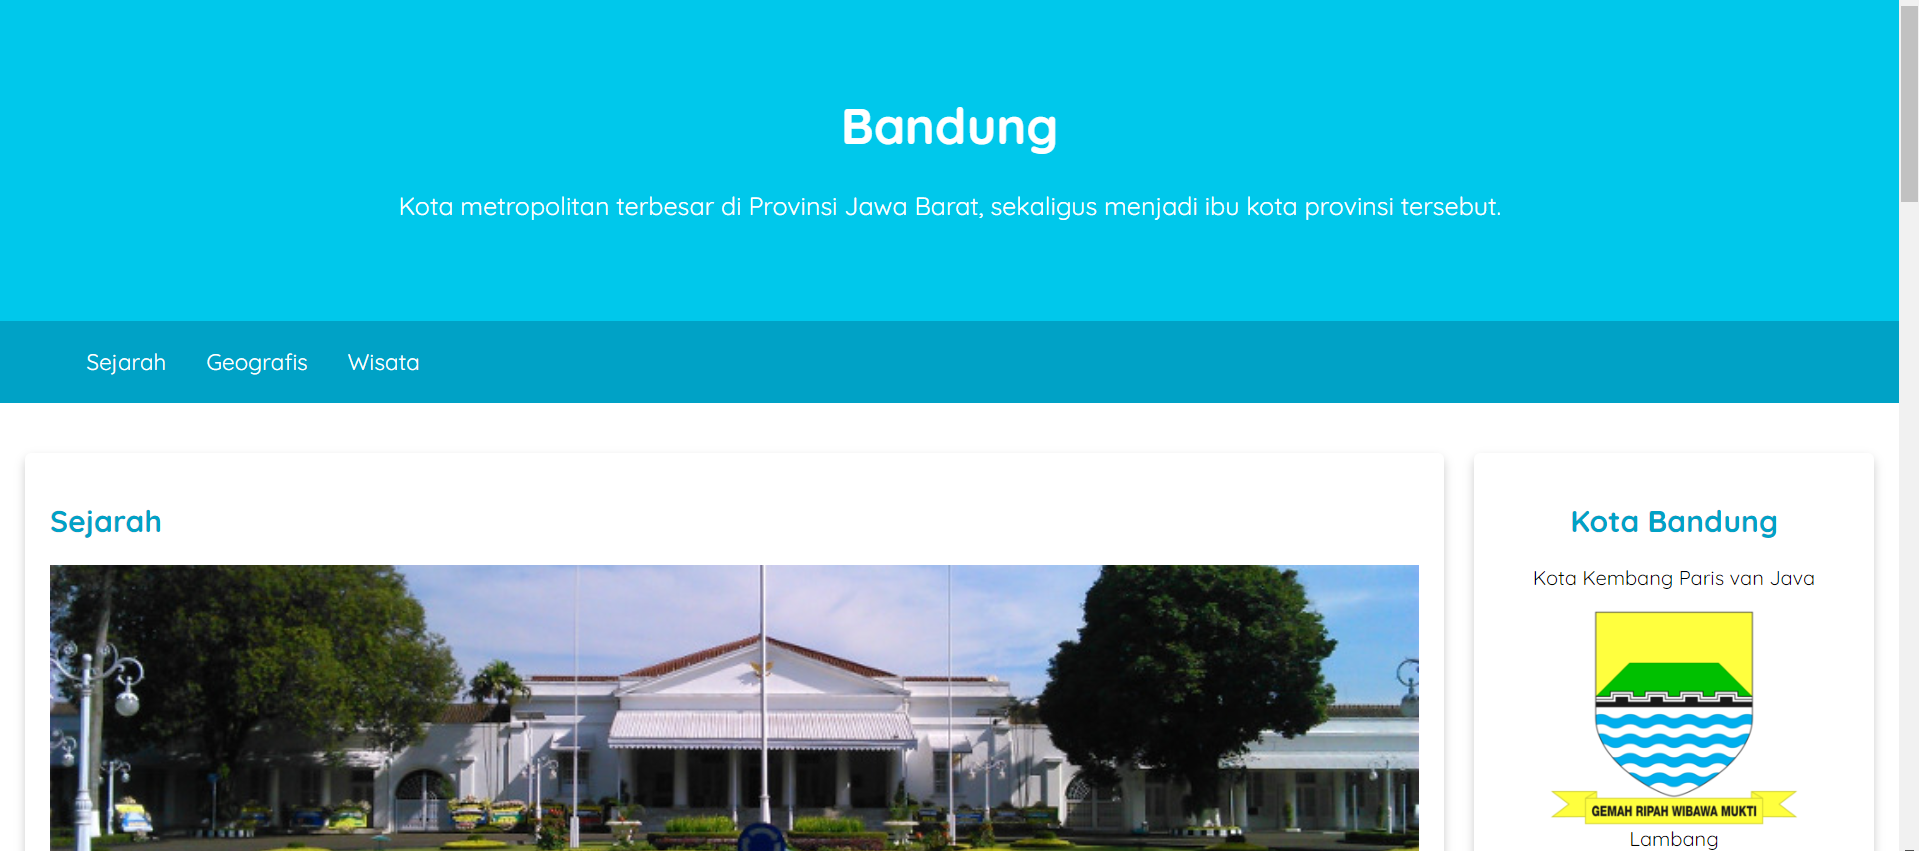 Bandung
Kota metropolitan terbesar di Provinsi Jawa Barat, sekaligus menjadi ibu kota provinsi tersebut.
Sejarah
Geografis
Wisata
Sejarah
Kota Bandung
Kota Kembang Paris van Java
GEMAH RIPAH WIBAWA MUKTI
Lambang